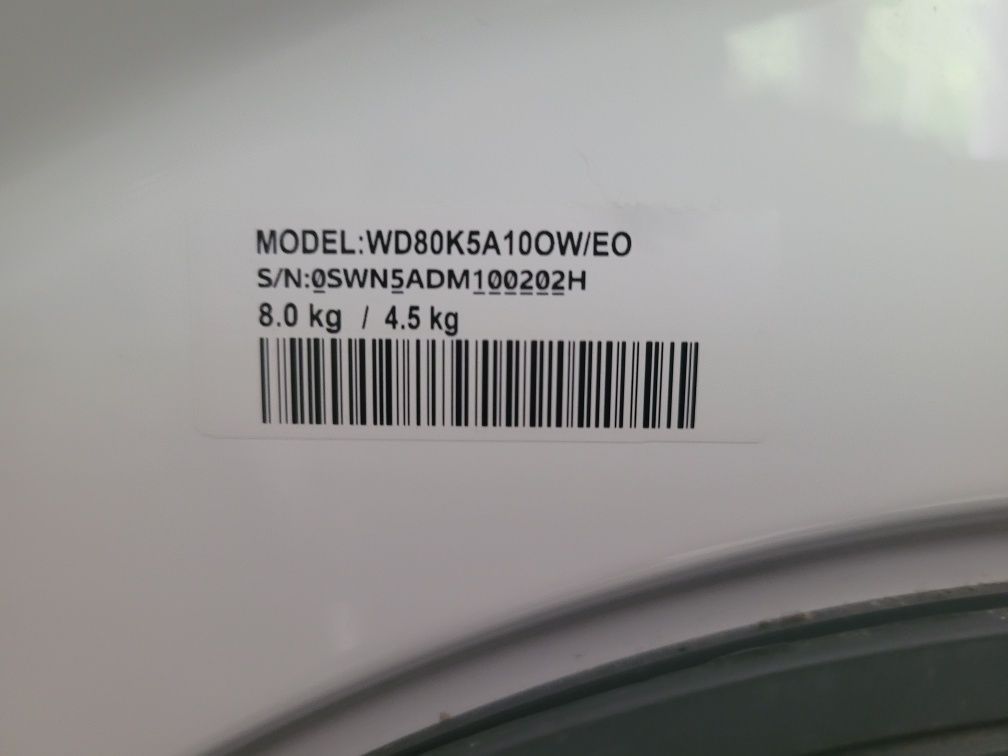 MODEL:WD80K5A10OW/EO
S/N:0SWN5ADM100202H
8.0 kg / 4.5 kg